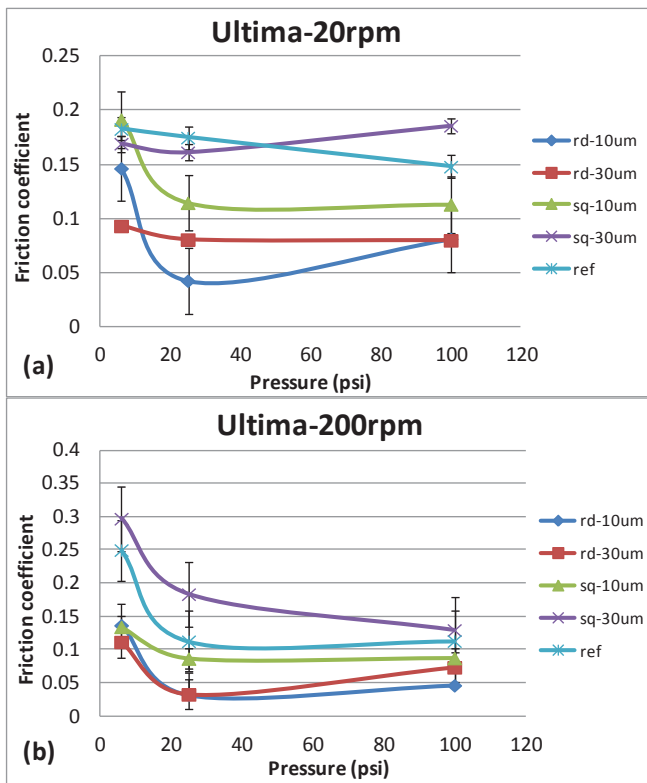 Ultima-20rpm
0.25
0.2
0.15
0.1
0.05
0
Friction coefficient
0 20 40 60 80 100 120
Pressure (psi)
(a)
rd-10um
rd-30um
sq-10um
sq-30um
ref
Ultima-200rpm
0.4
0.35
0.3
0.25
0.2
0.15
0.1
0.05
0
Friction coefficient
0 20 40 60 80 100 120
Pressure (psi)
(b)
rd-10um
rd-30um
sq-10um
sq-30um
ref